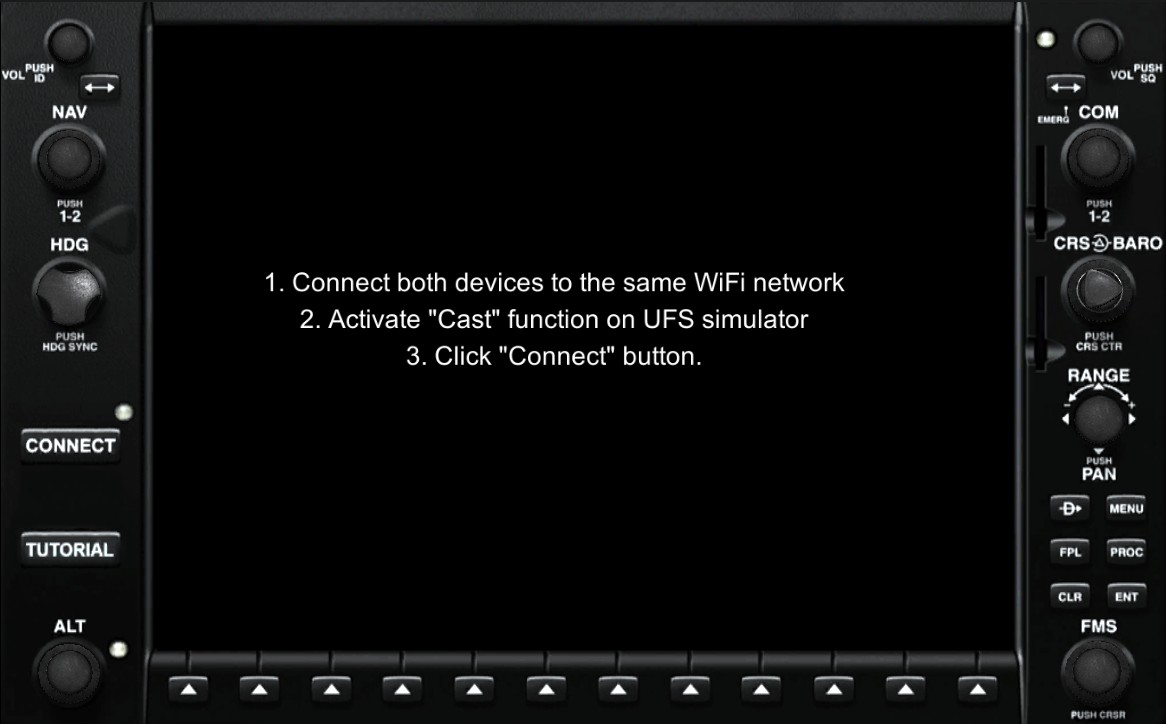 VOL PUSH ID
NAV
PUSH
1-2
HDG
PUSH
HDG SYNC
CONNECT
TUTORIAL
ALT
1. Connect both devices to the same WiFi network
2. Activate "Cast" function on UFS simulator
3. Click "Connect" button.
VOL PUSH SQ
EMERG
COM
PUSH
1-2
CRS BARO
PUSH
CRS CTR
RANGE
- +
PUSH
PAN
D MENU
FPL PROC
CLR ENT
FMS
PUSH CRSR